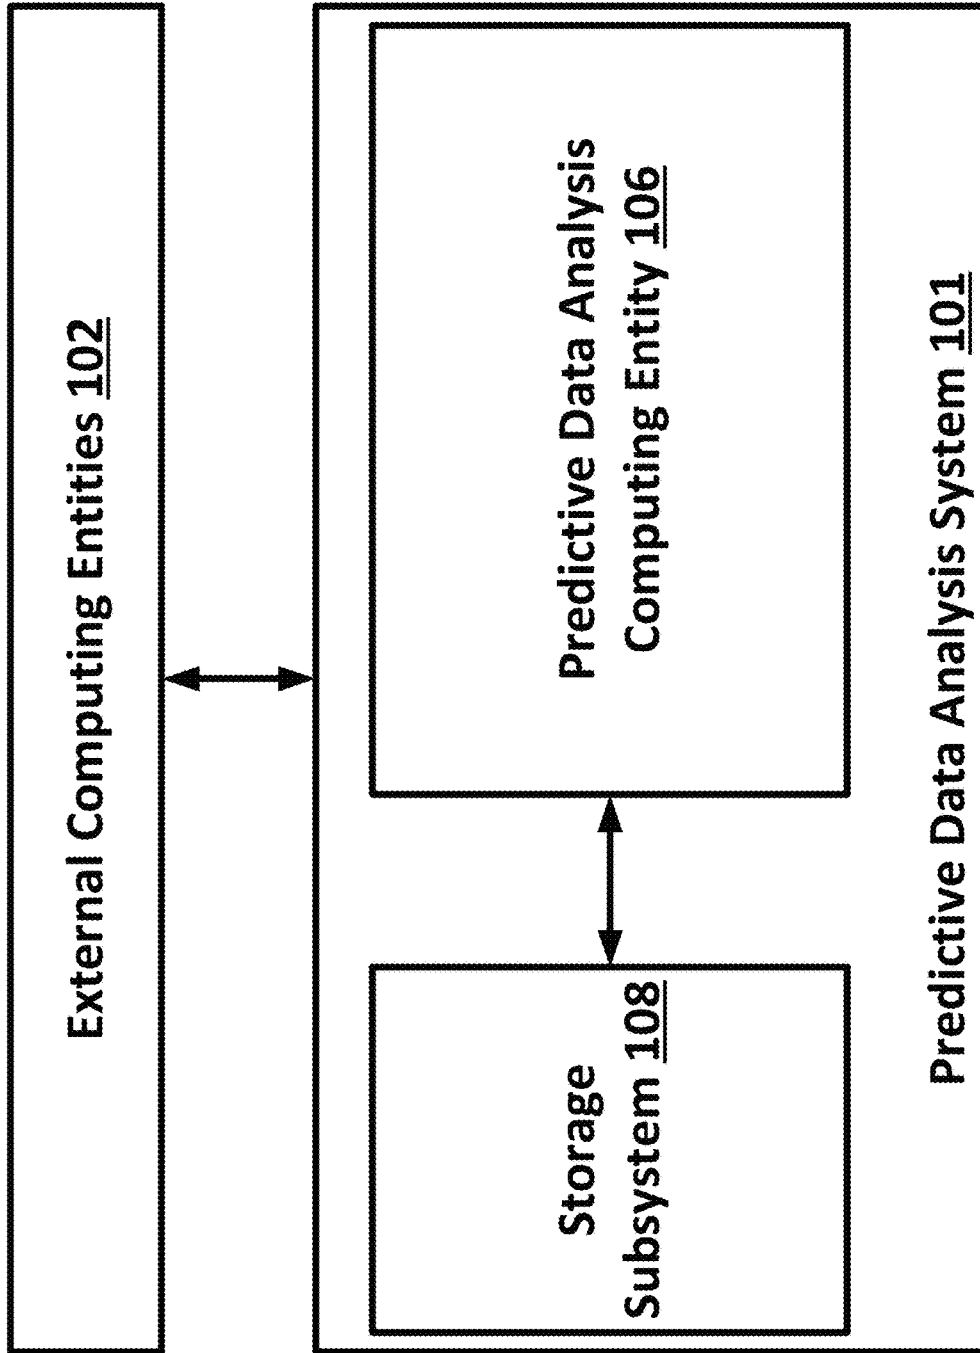 External Computing Entities 102
Storage
Subsystem 108
Predictive Data Analysis
Computing Entity 106
Predictive Data Analysis System 101